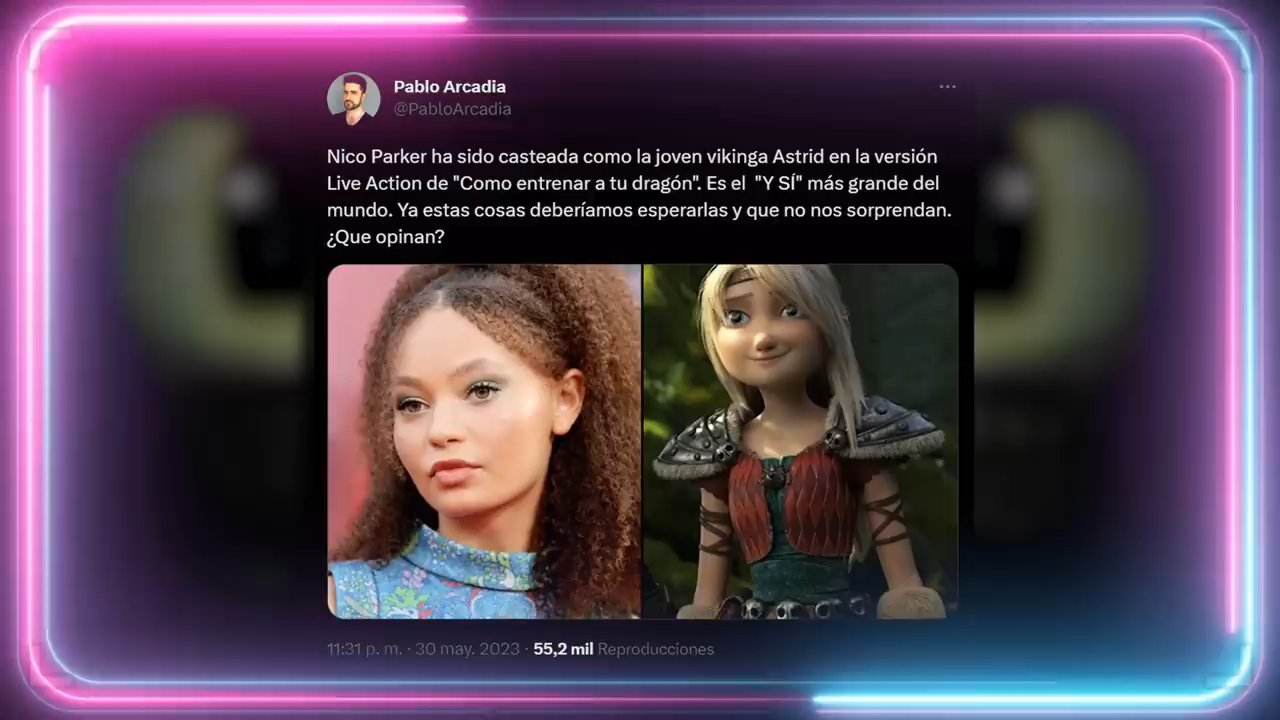 Pablo Arcadia
@PabloArcadia
Nico Parker ha sido casteada como la joven vikinga Astrid en la versión
Live Action de "Como entrenar a tu dragón". Es el  "Y SÍ" más grande del
mundo. Ya estas cosas deberíamos esperarlas y que no nos sorprendan.
¿Que opinan?
11:31 p. m. · 30 may. 2023 · 55,2 mil Reproducciones